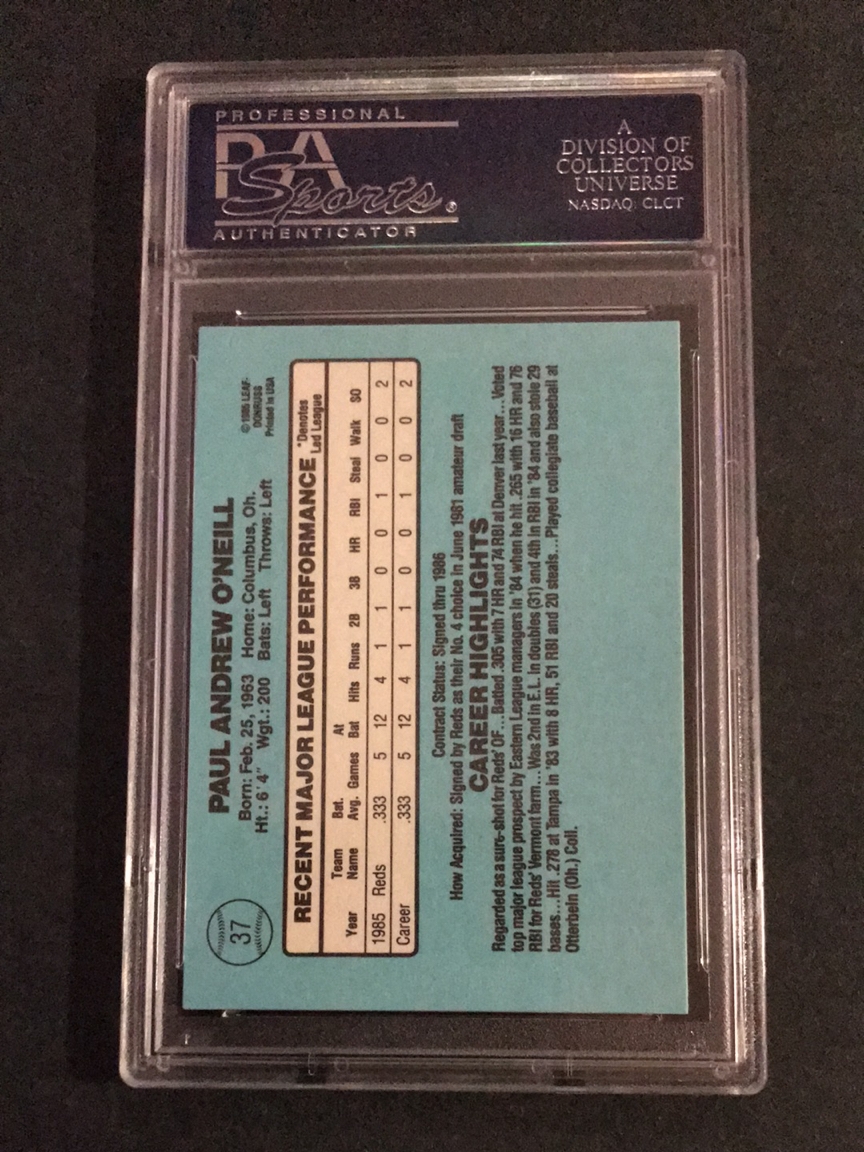 PROFESSIONAL
PSA
Sports
AUTHENTICATOR
A
DIVISION OF
COLLECTORS
UNIVERSE
NASDAQ: CLCT
37
PAUL ANDREW O'NEILL
Born: Feb. 25, 1963 Home: Columbus, Oh.
Ht.: 6'4" Wgt.: 200 Bats: Left Throws: Left
© 1985 LEAF-
DONRUSS
Printed in USA
RECENT MAJOR LEAGUE PERFORMANCE
*Denotes
Led League
Year Team Name Bat. Avg. Games At Bat Hits Runs 2B 3B HR RBI Steal Walk SO
1985 Reds .333 5 12 4 1 1 0 0 1 0 0 2
Career .333 5 12 4 1 1 0 0 1 0 0 2
Contract Status: Signed thru 1986
How Acquired: Signed by Reds as their No. 4 choice in June 1981 amateur draft
CAREER HIGHLIGHTS
Regarded as a sure-shot for Reds' OF...Batted .305 with 7 HR and 74 RBI at Denver last year...Voted
top major league prospect by Eastern League managers in '84 when he hit .265 with 16 HR and 76
RBI for Reds' Vermont farm...Was 2nd in E.L. in doubles (31) and 4th in RBI in '84 and also stole 29
bases...Hit .278 at Tampa in '83 with 8 HR, 51 RBI and 20 steals...Played collegiate baseball at
Otterbein (Oh.) Coll.